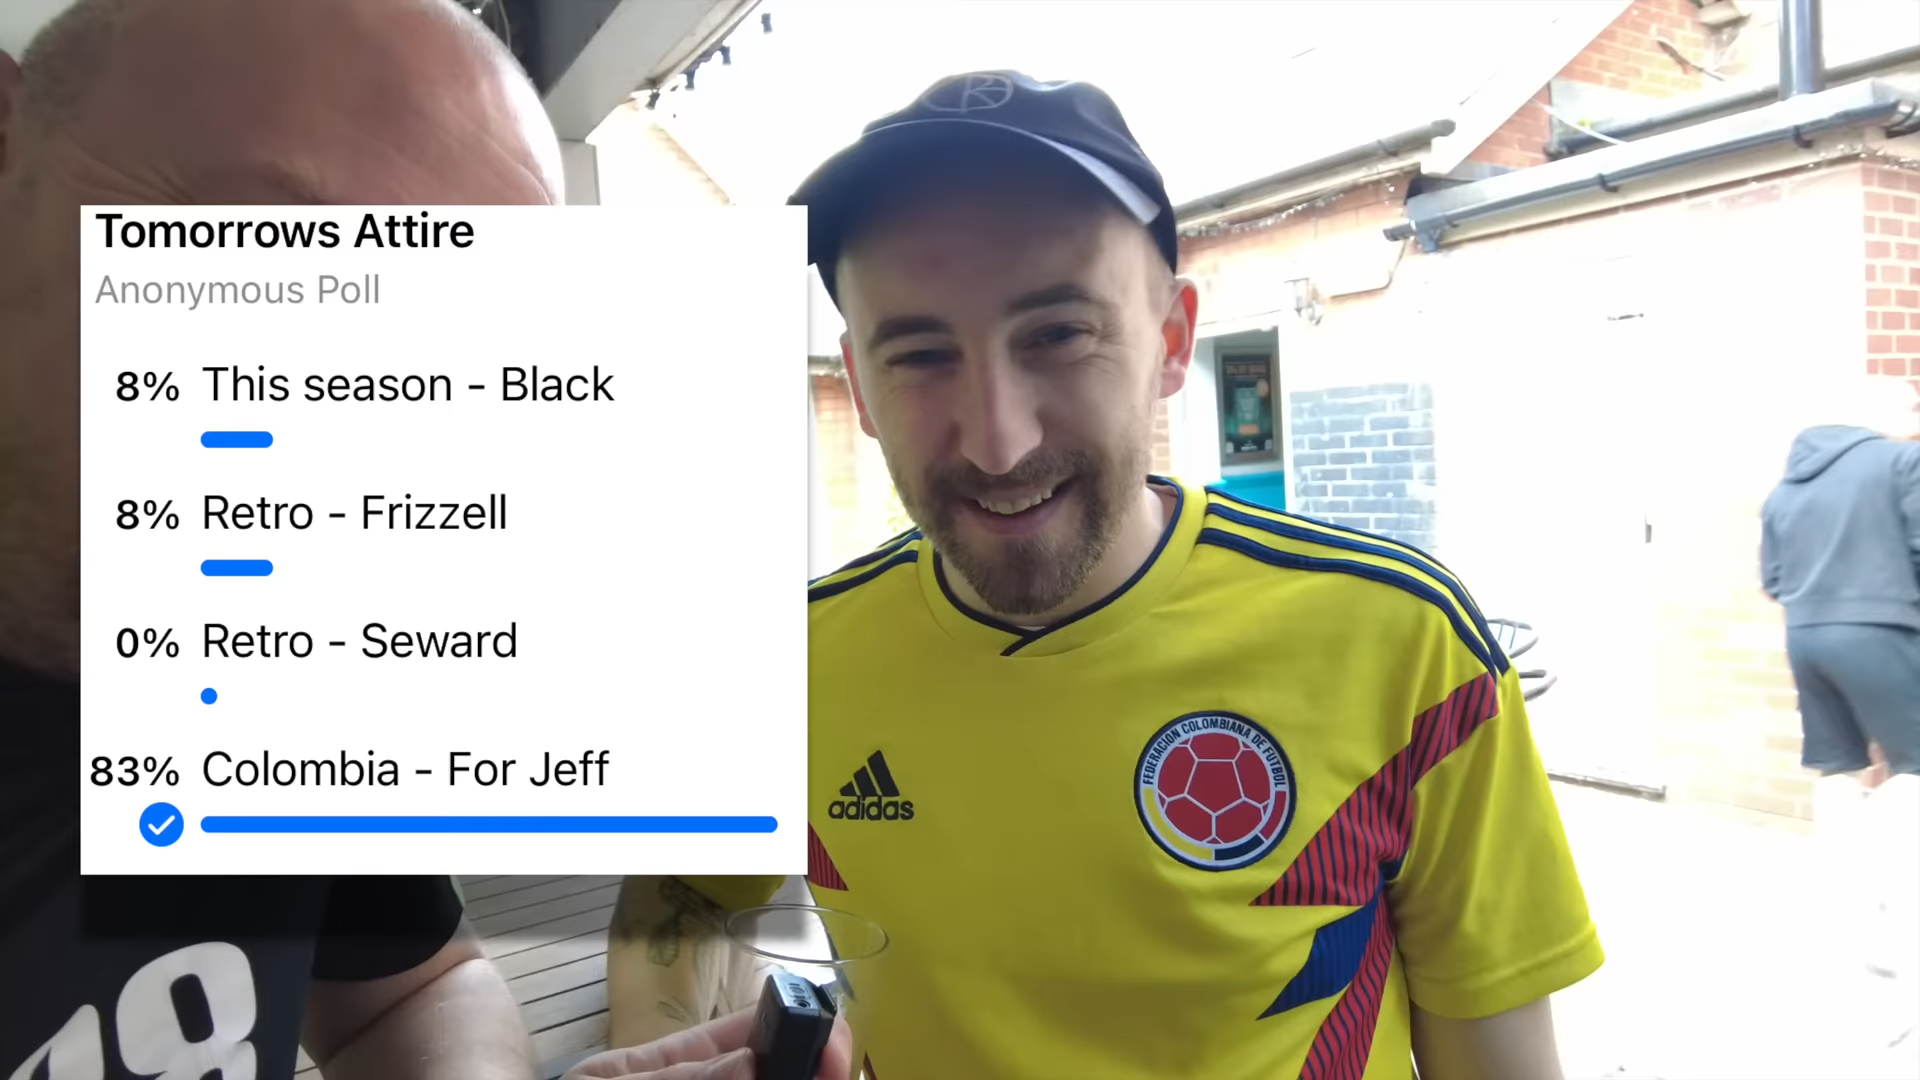 Tomorrows Attire
Anonymous Poll
8% This season - Black
8% Retro - Frizzell
0% Retro - Seward
83% Colombia - For Jeff
adidas
FEDERACION COLOMBIANA DE FUTBOL